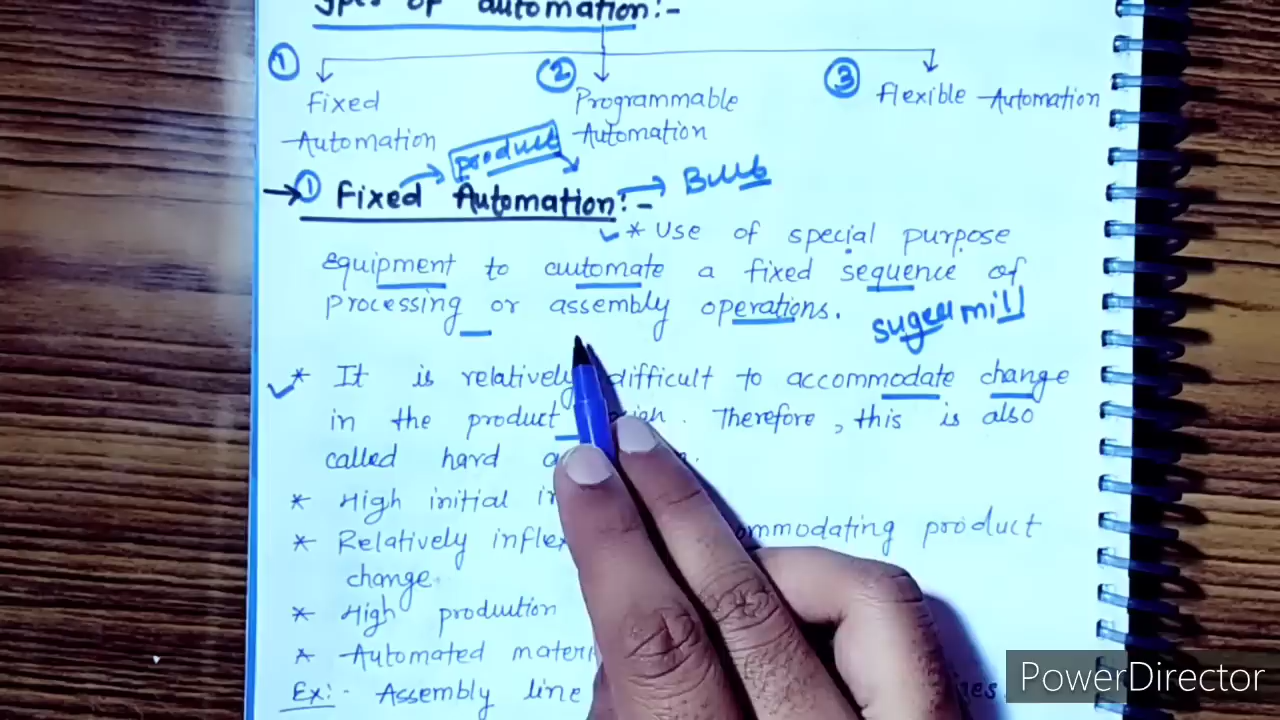 Types of automation:-
① ② ③
Fixed Automation
Programmable Automation
Flexible Automation
product
→ ① Fixed Automation:- → Bulb
* Use of special purpose
equipment to automate a fixed sequence of
processing or assembly operations.
suger mill
* It is relatively difficult to accommodate change
in the product . Therefore, this is also
called hard
* High initial
* Relatively product
change.
* High production
* Automated
Ex:- Assembly line
PowerDirector